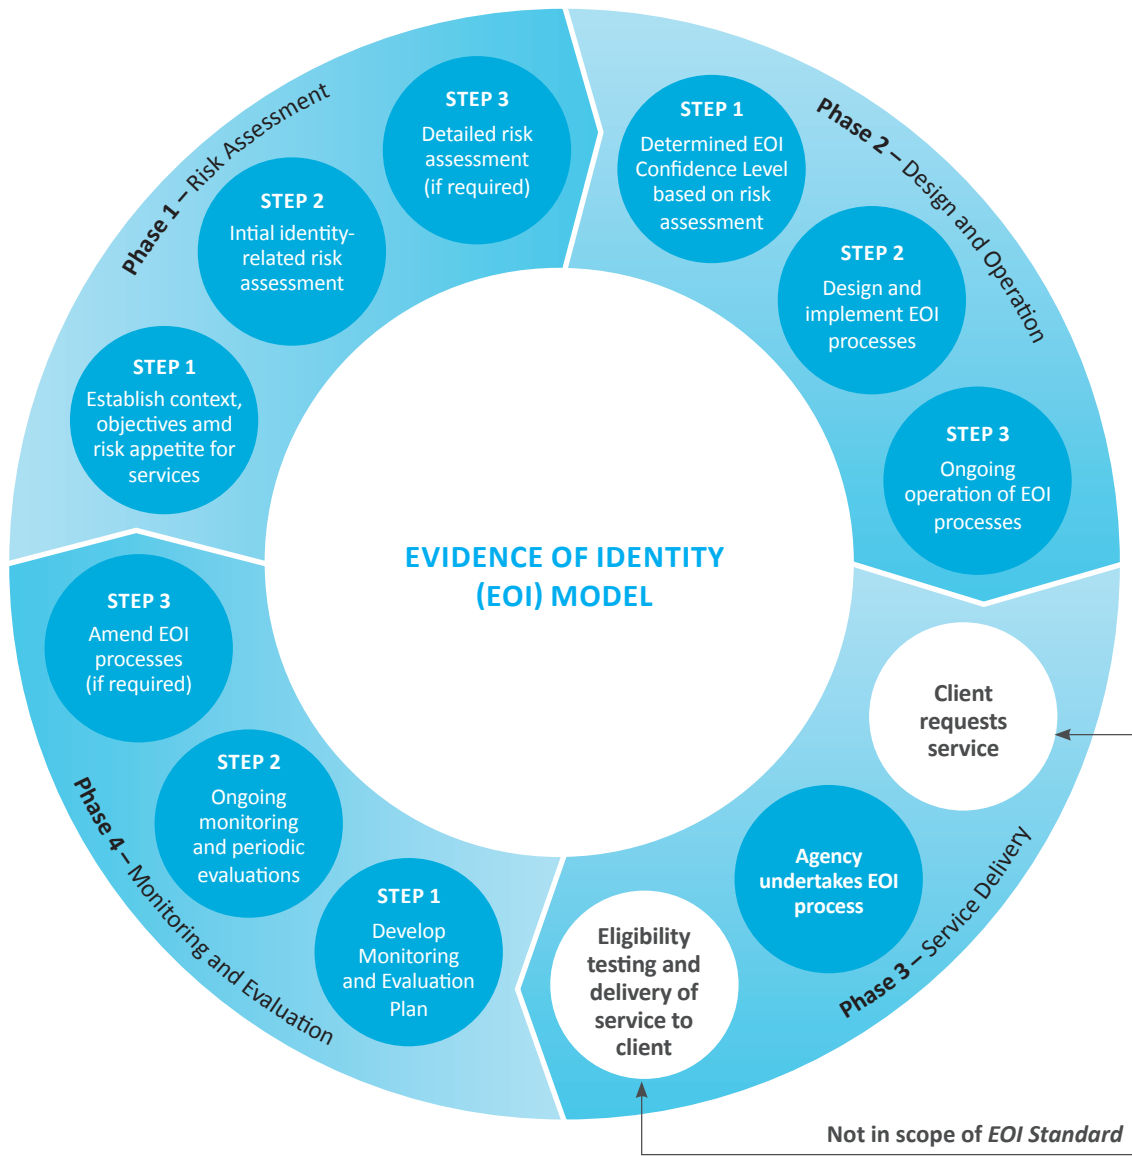 EVIDENCE OF IDENTITY
(EOI) MODEL
Phase 1 – Risk Assessment
STEP 1
Establish context,
objectives amd
risk appetite for
services
STEP 2
Intial identity-
related risk
assessment
STEP 3
Detailed risk
assessment
(if required)
Phase 2 – Design and Operation
STEP 1
Determined EOI
Confidence Level
based on risk
assessment
STEP 2
Design and
implement EOI
processes
STEP 3
Ongoing
operation of EOI
processes
Phase 3 – Service Delivery
Client
requests
service
Agency
undertakes EOI
process
Eligibility
testing and
delivery of
service to
client
Not in scope of EOI Standard
Phase 4 – Monitoring and Evaluation
STEP 1
Develop
Monitoring
and Evaluation
Plan
STEP 2
Ongoing
monitoring
and periodic
evaluations
STEP 3
Amend EOI
processes
(if required)